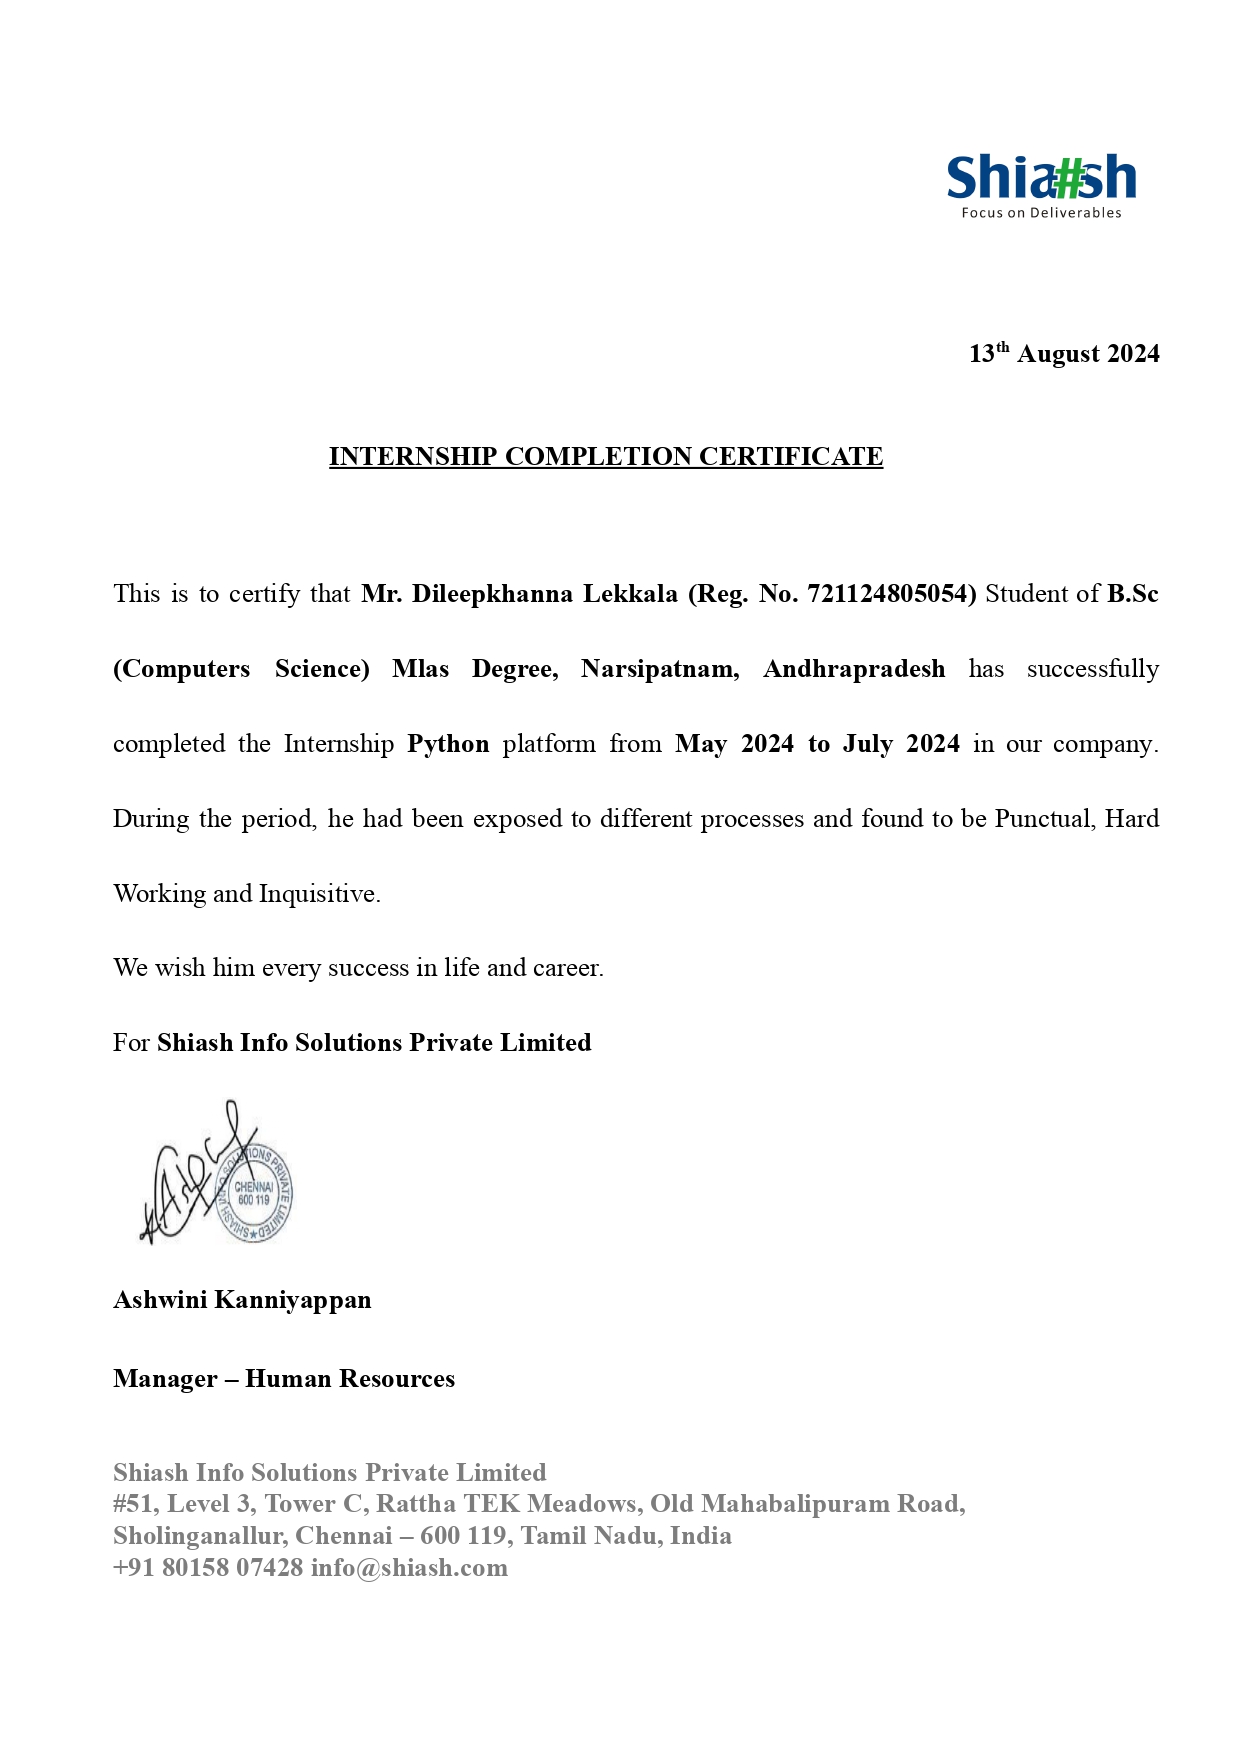 Shia#sh
Focus on Deliverables
13th August 2024
INTERNSHIP COMPLETION CERTIFICATE
This is to certify that Mr. Dileepkhanna Lekkala (Reg. No. 721124805054) Student of B.Sc
(Computers Science) Mlas Degree, Narsipatnam, Andhrapradesh has successfully
completed the Internship Python platform from May 2024 to July 2024 in our company.
During the period, he had been exposed to different processes and found to be Punctual, Hard
Working and Inquisitive.
We wish him every success in life and career.
For Shiash Info Solutions Private Limited
SHIASH INFO SOLUTIONS PRIVATE LIMITED
CHENNAI
600 119
Ashwini Kanniyappan
Manager – Human Resources
Shiash Info Solutions Private Limited
#51, Level 3, Tower C, Rattha TEK Meadows, Old Mahabalipuram Road,
Sholinganallur, Chennai – 600 119, Tamil Nadu, India
+91 80158 07428 info@shiash.com